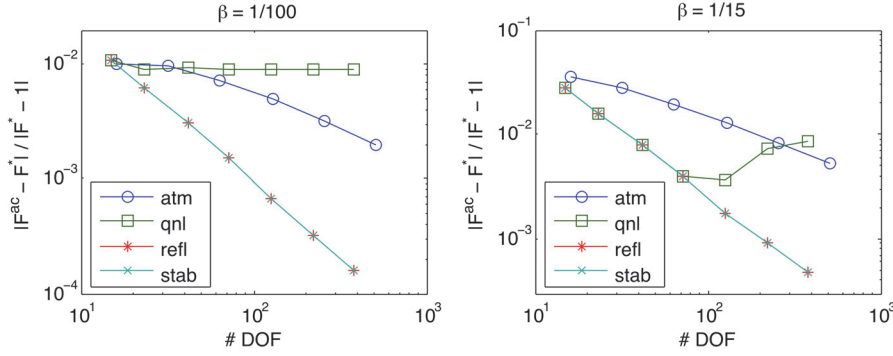 β = 1/100
|F^ac − F^*| / |F^* − 1|
10^−2
10^−3
10^−4
atm
qnl
refl
stab
10^1
10^2
10^3
# DOF
β = 1/15
|F^ac − F^*| / |F^* − 1|
10^−1
10^−2
10^−3
atm
qnl
refl
stab
10^1
10^2
10^3
# DOF